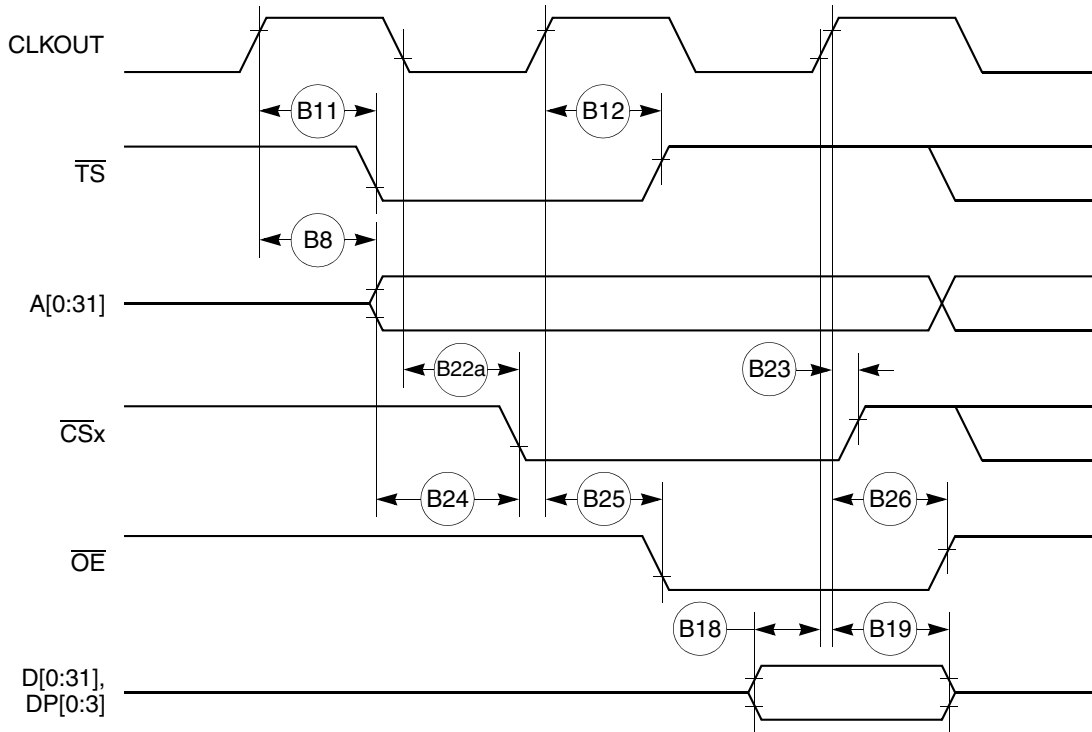 CLKOUT
B11
B12
TS
B8
A[0:31]
B22a
B23
CSx
B24
B25
B26
OE
B18
B19
D[0:31],
DP[0:3]